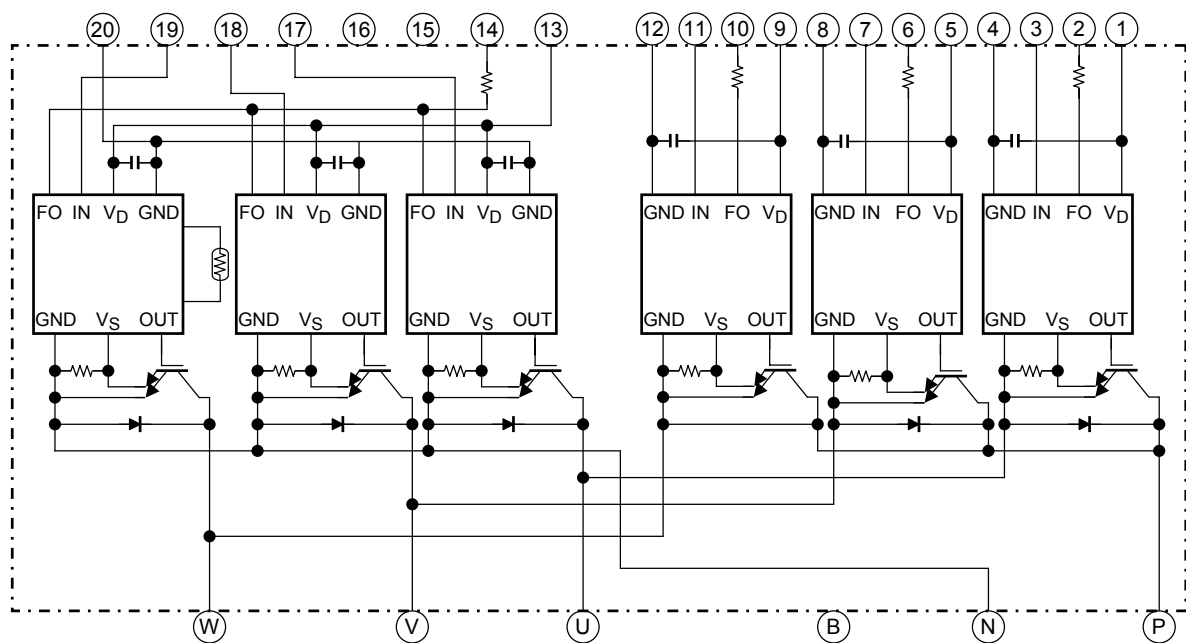 20 19 18 17 16 15 14 13 12 11 10 9 8 7 6 5 4 3 2 1
FO IN VD GND FO IN VD GND FO IN VD GND GND IN FO VD GND IN FO VD GND IN FO VD
GND VS OUT GND VS OUT GND VS OUT GND VS OUT GND VS OUT GND VS OUT
W V U B N P